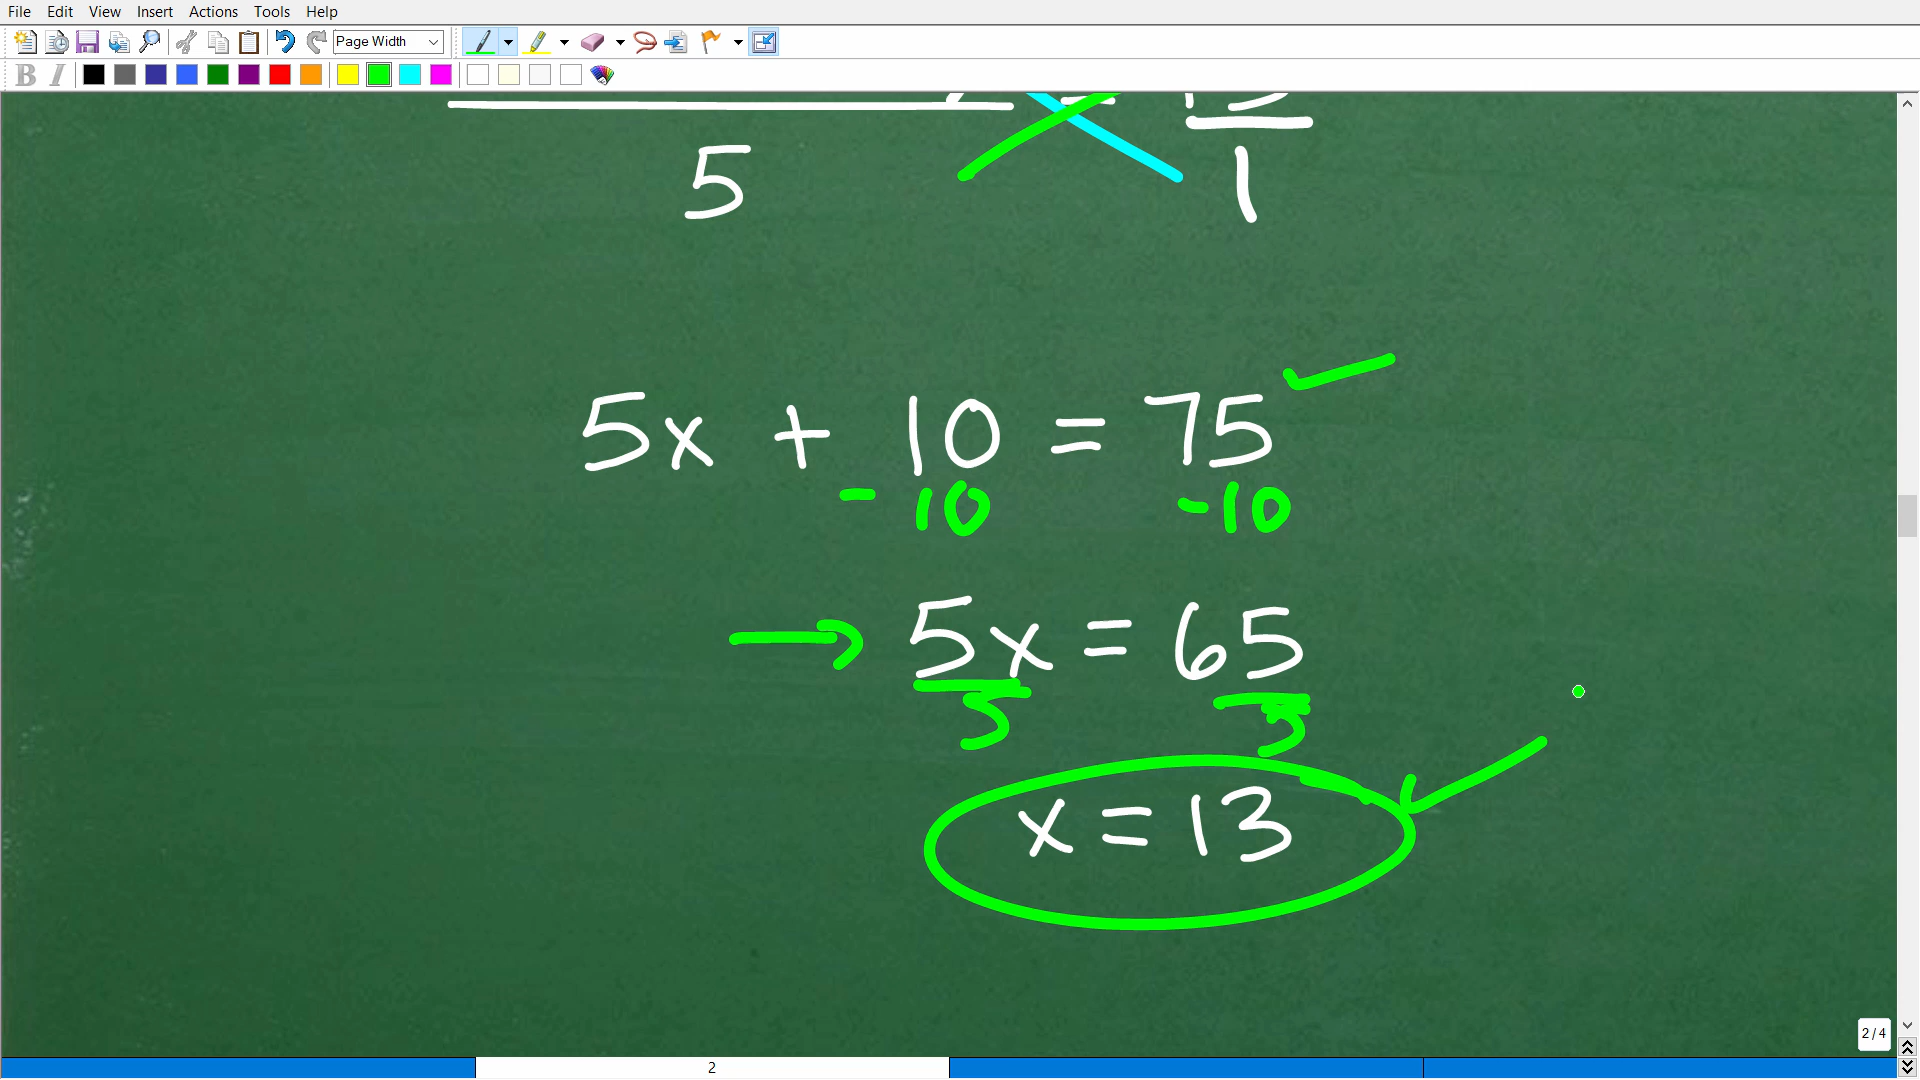 File Edit View Insert Actions Tools Help
Page Width
B I
5 1
5x + 10 = 75
- 10 -10
→ 5x = 65
5 5
x = 13
2 / 4
2